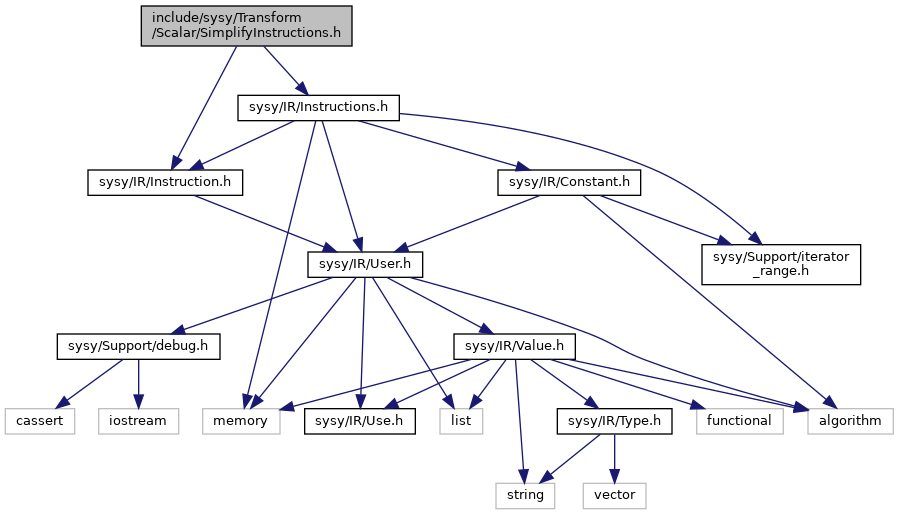 include/sysy/Transform
/Scalar/SimplifyInstructions.h
sysy/IR/Instructions.h
sysy/IR/Instruction.h
sysy/IR/Constant.h
sysy/IR/User.h
sysy/Support/iterator
_range.h
sysy/Support/debug.h
sysy/IR/Value.h
cassert
iostream
memory
sysy/IR/Use.h
list
sysy/IR/Type.h
functional
algorithm
string
vector